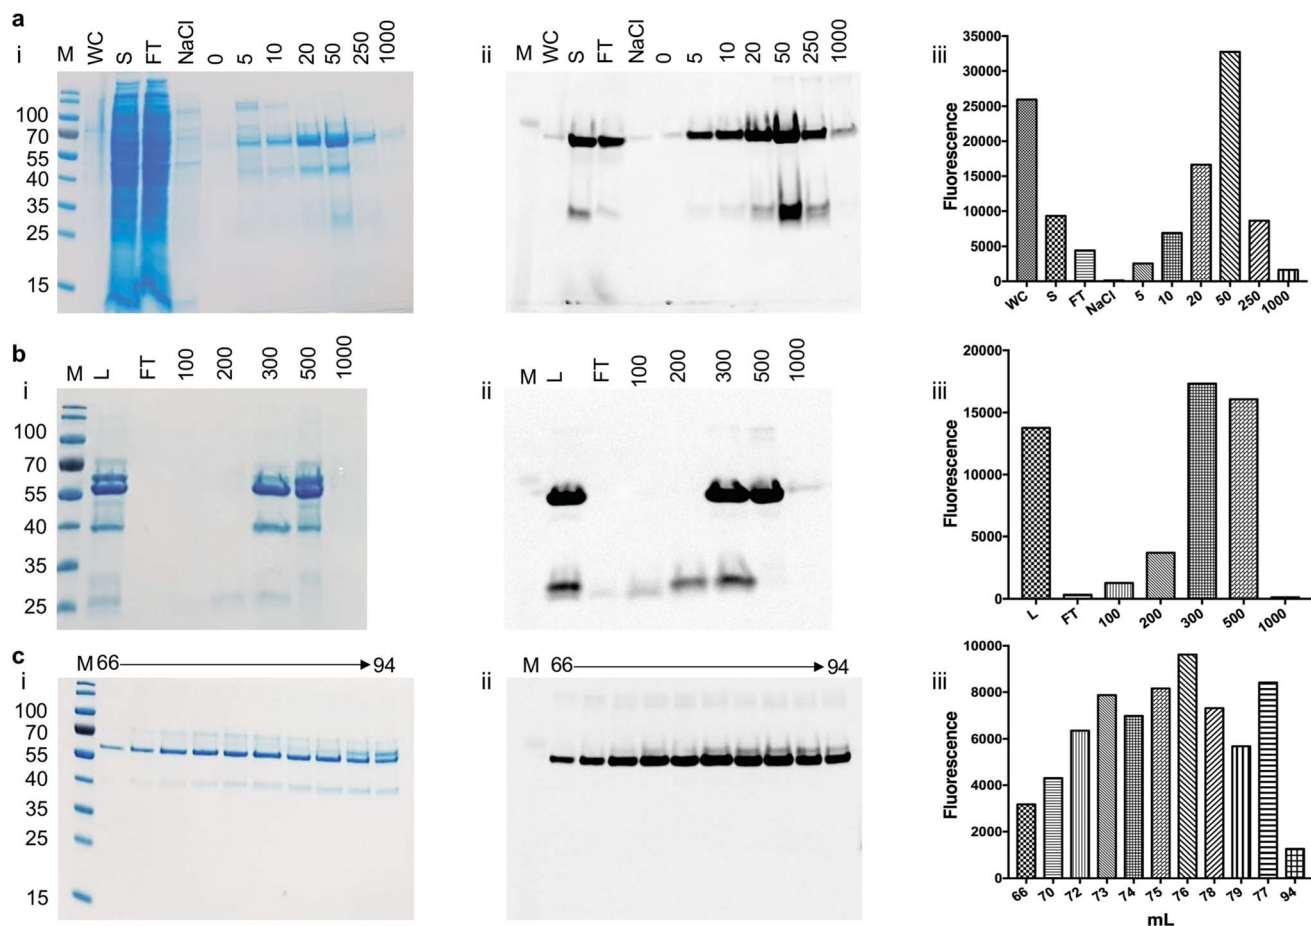 a
i M WC S FT NaCl 0 5 10 20 50 250 1000
100
70
55
40
35
25
15
ii M WC S FT NaCl 0 5 10 20 50 250 1000
iii
Fluorescence
35000
30000
25000
20000
15000
10000
5000
0
WC S FT NaCl 5 10 20 50 250 1000
b
i M L FT 100 200 300 500 1000
100
70
55
40
35
25
ii M L FT 100 200 300 500 1000
iii
Fluorescence
20000
15000
10000
5000
0
L FT 100 200 300 500 1000
c
i M 66 94
100
70
55
40
35
25
15
ii M 66 94
iii
Fluorescence
10000
8000
6000
4000
2000
0
66 70 72 73 74 75 76 78 79 77 94
mL